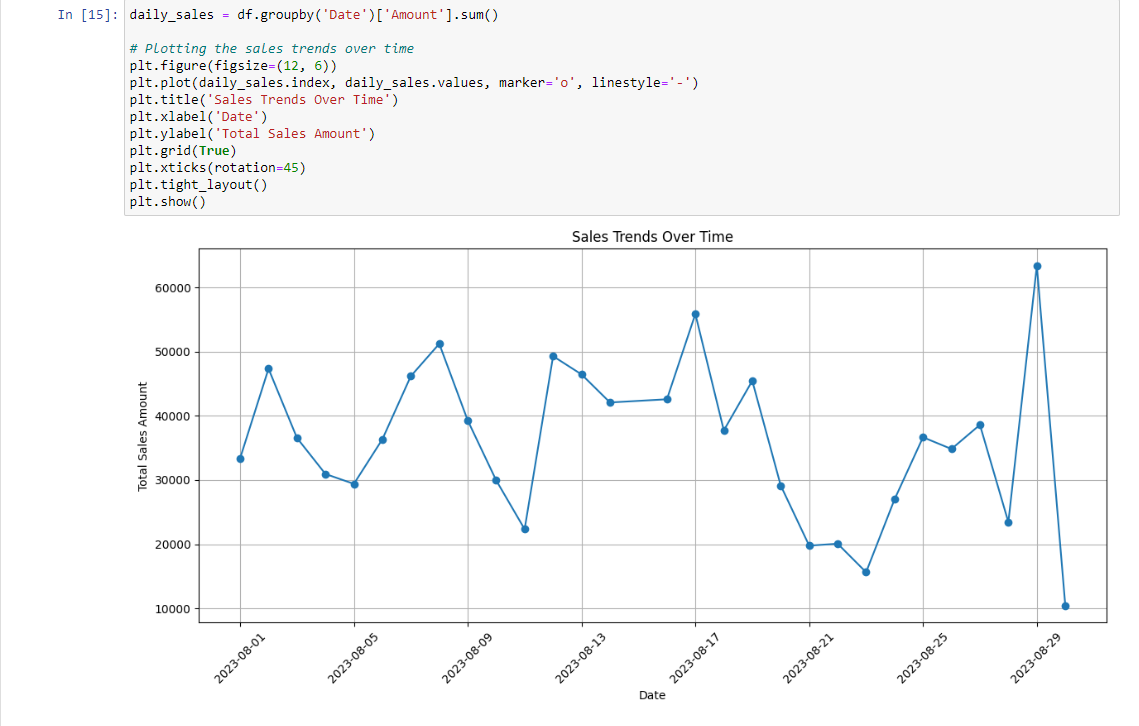 In [15]: daily_sales = df.groupby('Date')['Amount'].sum()
# Plotting the sales trends over time
plt.figure(figsize=(12, 6))
plt.plot(daily_sales.index, daily_sales.values, marker='o', linestyle='-')
plt.title('Sales Trends Over Time')
plt.xlabel('Date')
plt.ylabel('Total Sales Amount')
plt.grid(True)
plt.xticks(rotation=45)
plt.tight_layout()
plt.show()
Sales Trends Over Time
Total Sales Amount
60000
50000
40000
30000
20000
10000
2023-08-01
2023-08-05
2023-08-09
2023-08-13
2023-08-17
2023-08-21
2023-08-25
2023-08-29
Date